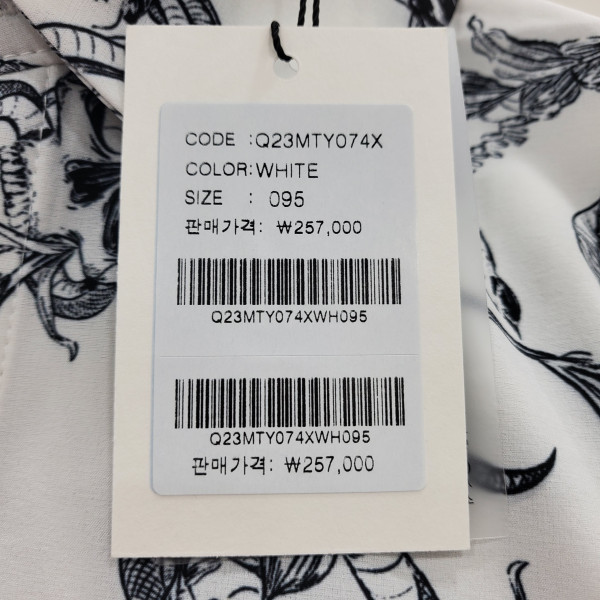 CODE :Q23MTY074X
COLOR:WHITE
SIZE : 095
판매가격: ₩257,000
Q23MTY074XWH095
Q23MTY074XWH095
판매가격: ₩257,000